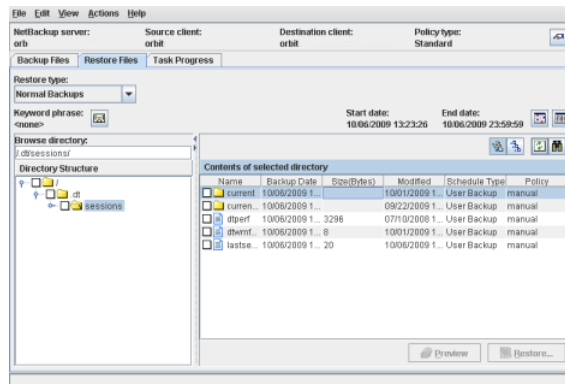 File Edit View Actions Help
NetBackup server: Source client: Destination client: Policy type:
orb orbit orbit Standard
Backup Files Restore Files Task Progress
Restore type:
Normal Backups
Keyword phrase: Start date: End date:
<none> 10/06/2009 13:23:26 10/06/2009 23:59:59
Browse directory:
/.dt/sessions/
Directory Structure Contents of selected directory
Name Backup Date Size(Bytes) Modified Schedule Type Policy
/
.dt
sessions
current 10/06/2009 1... 10/01/2009 1... User Backup manual
curren... 10/06/2009 1... 09/22/2009 1... User Backup manual
dtperf 10/06/2009 1... 3296 07/10/2008 1... User Backup manual
dtwmf... 10/06/2009 1... 8 10/01/2009 1... User Backup manual
lastse... 10/06/2009 1... 20 10/06/2009 1... User Backup manual
Preview Restore...